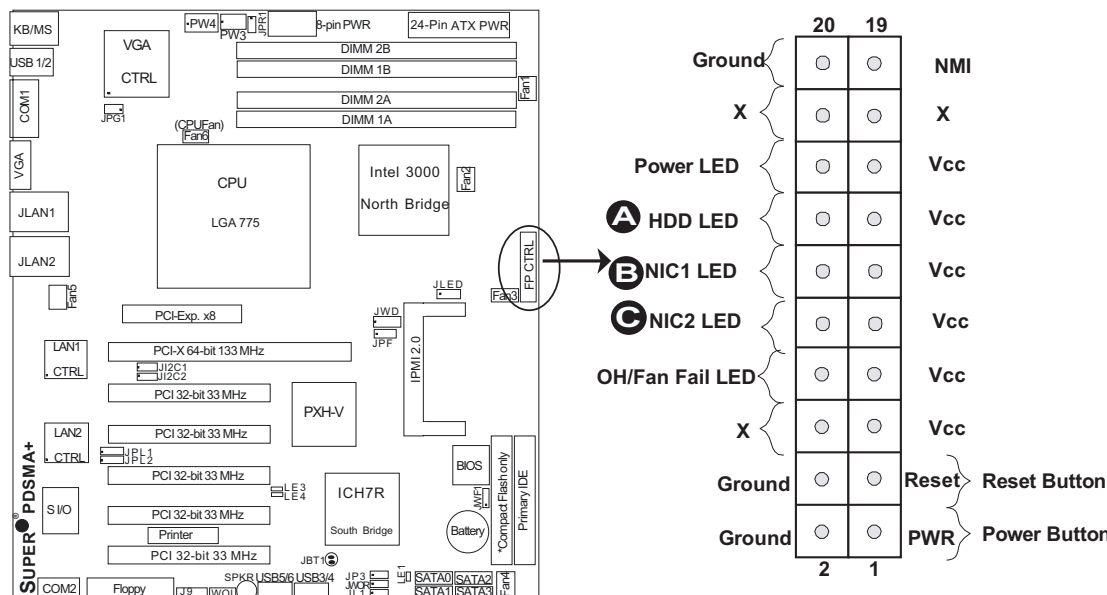 KB/MS
USB 1/2
COM1
VGA
JLAN1
JLAN2
Fan5
VGA
CTRL
JPG1
PW4
PW3
JPR1
8-pin PWR
24-Pin ATX PWR
DIMM 2B
DIMM 1B
DIMM 2A
DIMM 1A
Fan1
(CPUFan)
Fan6
CPU
LGA 775
Intel 3000
North Bridge
Fan2
FP CTRL
Fan3
JLED
JWD
JPF
IPMI 2.0
PCI-Exp. x8
PCI-X 64-bit 133 MHz
LAN1
CTRL
JI2C1
JI2C2
PCI 32-bit 33 MHz
PXH-V
PCI 32-bit 33 MHz
LAN2
CTRL
JPL1
JPL2
PCI 32-bit 33 MHz
LE3
LE4
ICH7R
South Bridge
BIOS
JWF1
Battery
*Compact Flash only
Primary IDE
S I/O
PCI 32-bit 33 MHz
Printer
PCI 32-bit 33 MHz
JBT1
SUPER® PDSMA+
COM2
Floppy
J9
WOL
SPKR
USB5/6
USB3/4
JP3
JWOR
JL1
LE1
SATA0
SATA2
SATA1
SATA3
Fan4
20 19
Ground NMI
X X
Power LED Vcc
A HDD LED Vcc
B NIC1 LED Vcc
C NIC2 LED Vcc
OH/Fan Fail LED Vcc
X Vcc
Ground Reset Reset Button
Ground PWR Power Button
2 1